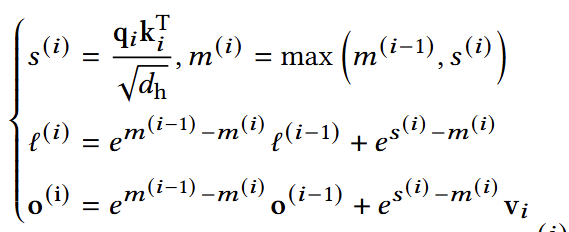 s^{(i)} = \frac{\mathbf{q}_i \mathbf{k}_i^{\mathrm{T}}}{\sqrt{d_{\mathrm{h}}}}, m^{(i)} = \max \left( m^{(i-1)}, s^{(i)} \right)
\ell^{(i)} = e^{m^{(i-1)} - m^{(i)}} \ell^{(i-1)} + e^{s^{(i)} - m^{(i)}}
\mathbf{o}^{(\mathbf{i})} = e^{m^{(i-1)} - m^{(i)}} \mathbf{o}^{(i-1)} + e^{s^{(i)} - m^{(i)}} \mathbf{v}_i